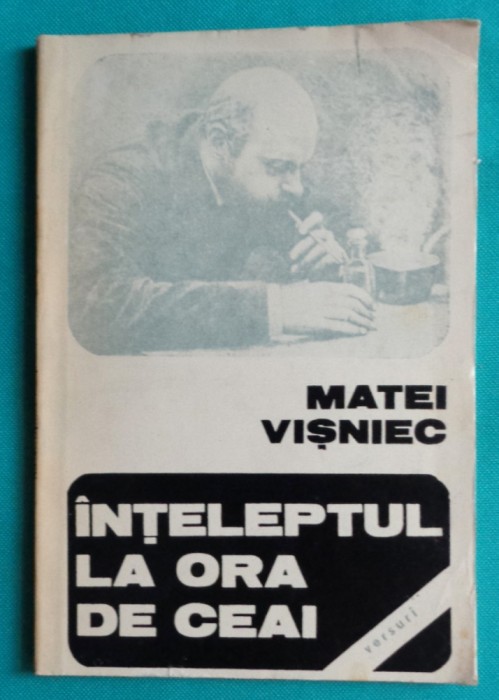 MATEI
VIȘNIEC
ÎNȚELEPTUL
LA ORA
DE CEAI
versuri